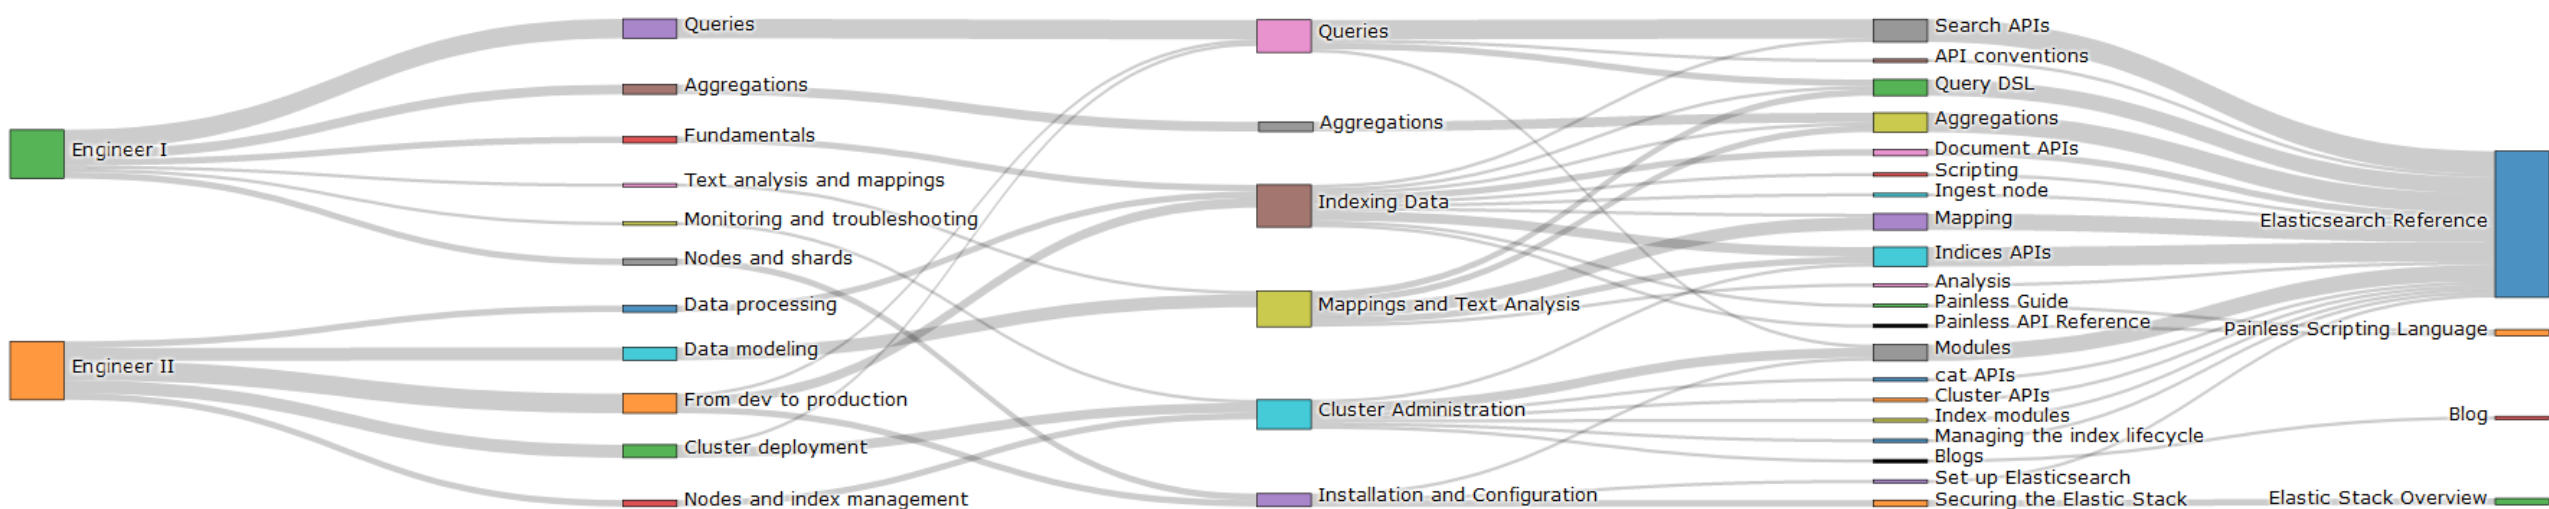 Engineer I
Engineer II
Queries
Aggregations
Fundamentals
Text analysis and mappings
Monitoring and troubleshooting
Nodes and shards
Data processing
Data modeling
From dev to production
Cluster deployment
Nodes and index management
Queries
Aggregations
Indexing Data
Mappings and Text Analysis
Cluster Administration
Installation and Configuration
Search APIs
API conventions
Query DSL
Aggregations
Document APIs
Scripting
Ingest node
Mapping
Indices APIs
Analysis
Painless Guide
Painless API Reference
Modules
cat APIs
Cluster APIs
Index modules
Managing the index lifecycle
Blogs
Set up Elasticsearch
Securing the Elastic Stack
Elasticsearch Reference
Painless Scripting Language
Blog
Elastic Stack Overview